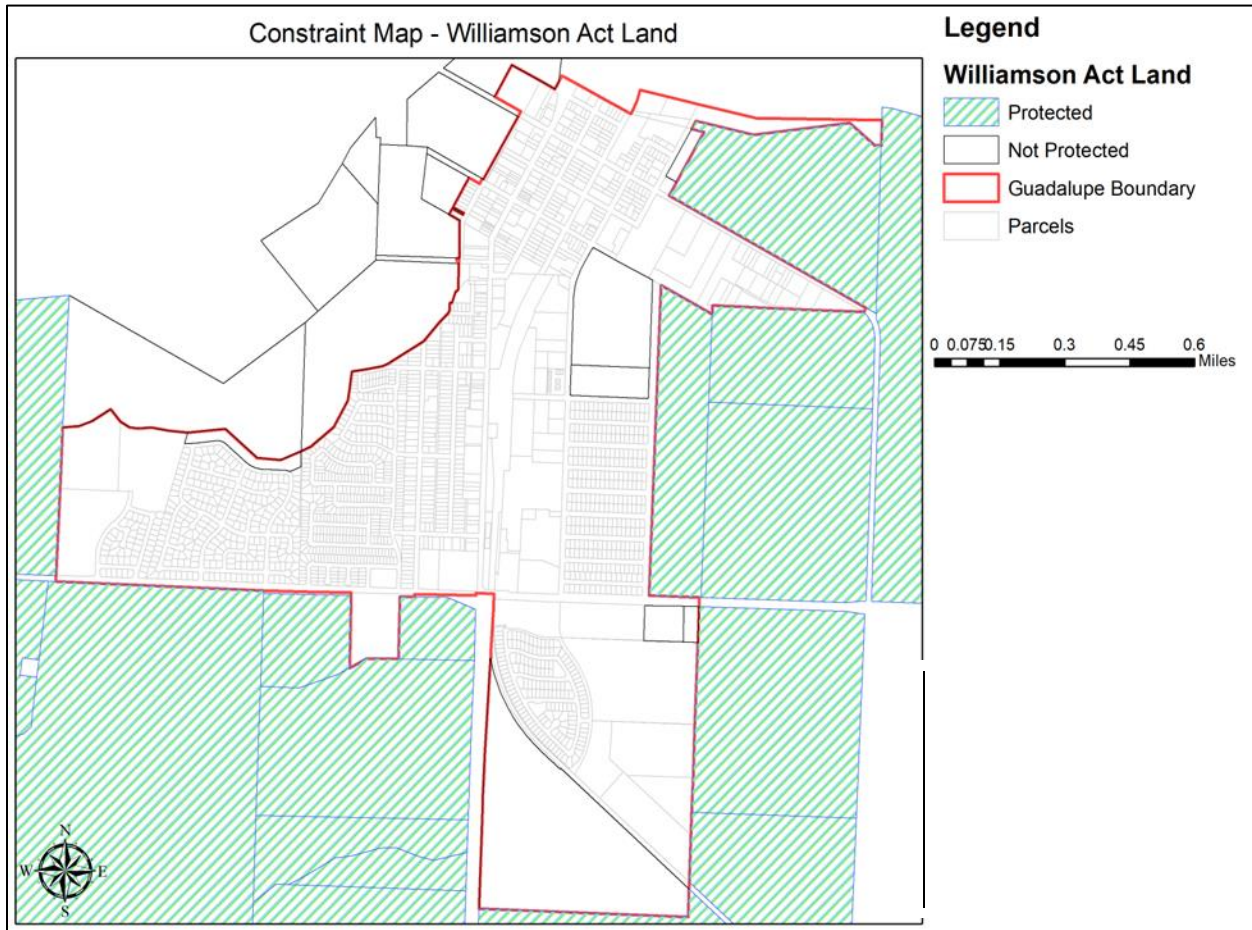 Constraint Map - Williamson Act Land
Legend
Williamson Act Land
Protected
Not Protected
Guadalupe Boundary
Parcels
0 0.075 0.15 0.3 0.45 0.6
Miles
N
W E
S